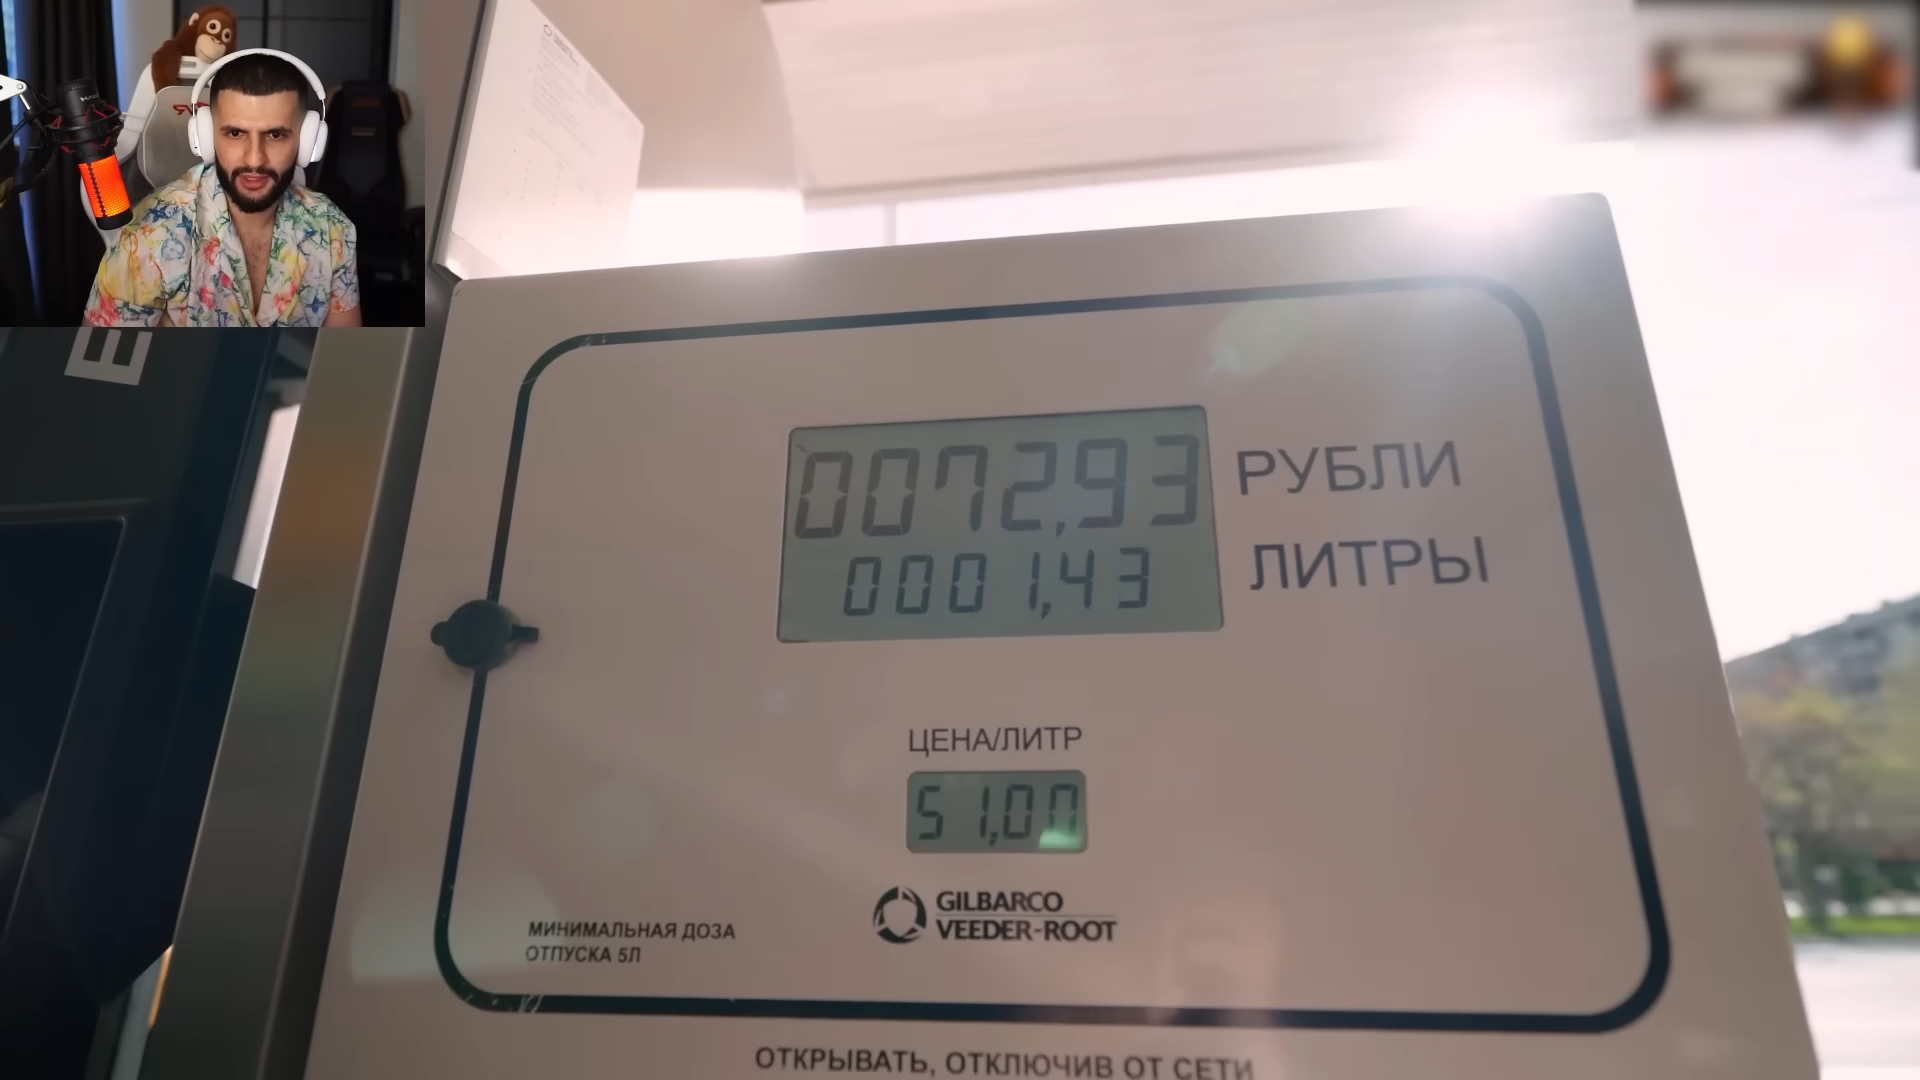 0072,93 РУБЛИ
0001,43 ЛИТРЫ
ЦЕНА/ЛИТР
51,00
GILBARCO
VEEDER-ROOT
МИНИМАЛЬНАЯ ДОЗА
ОТПУСКА 5Л
ОТКРЫВАТЬ, ОТКЛЮЧИВ ОТ СЕТИ